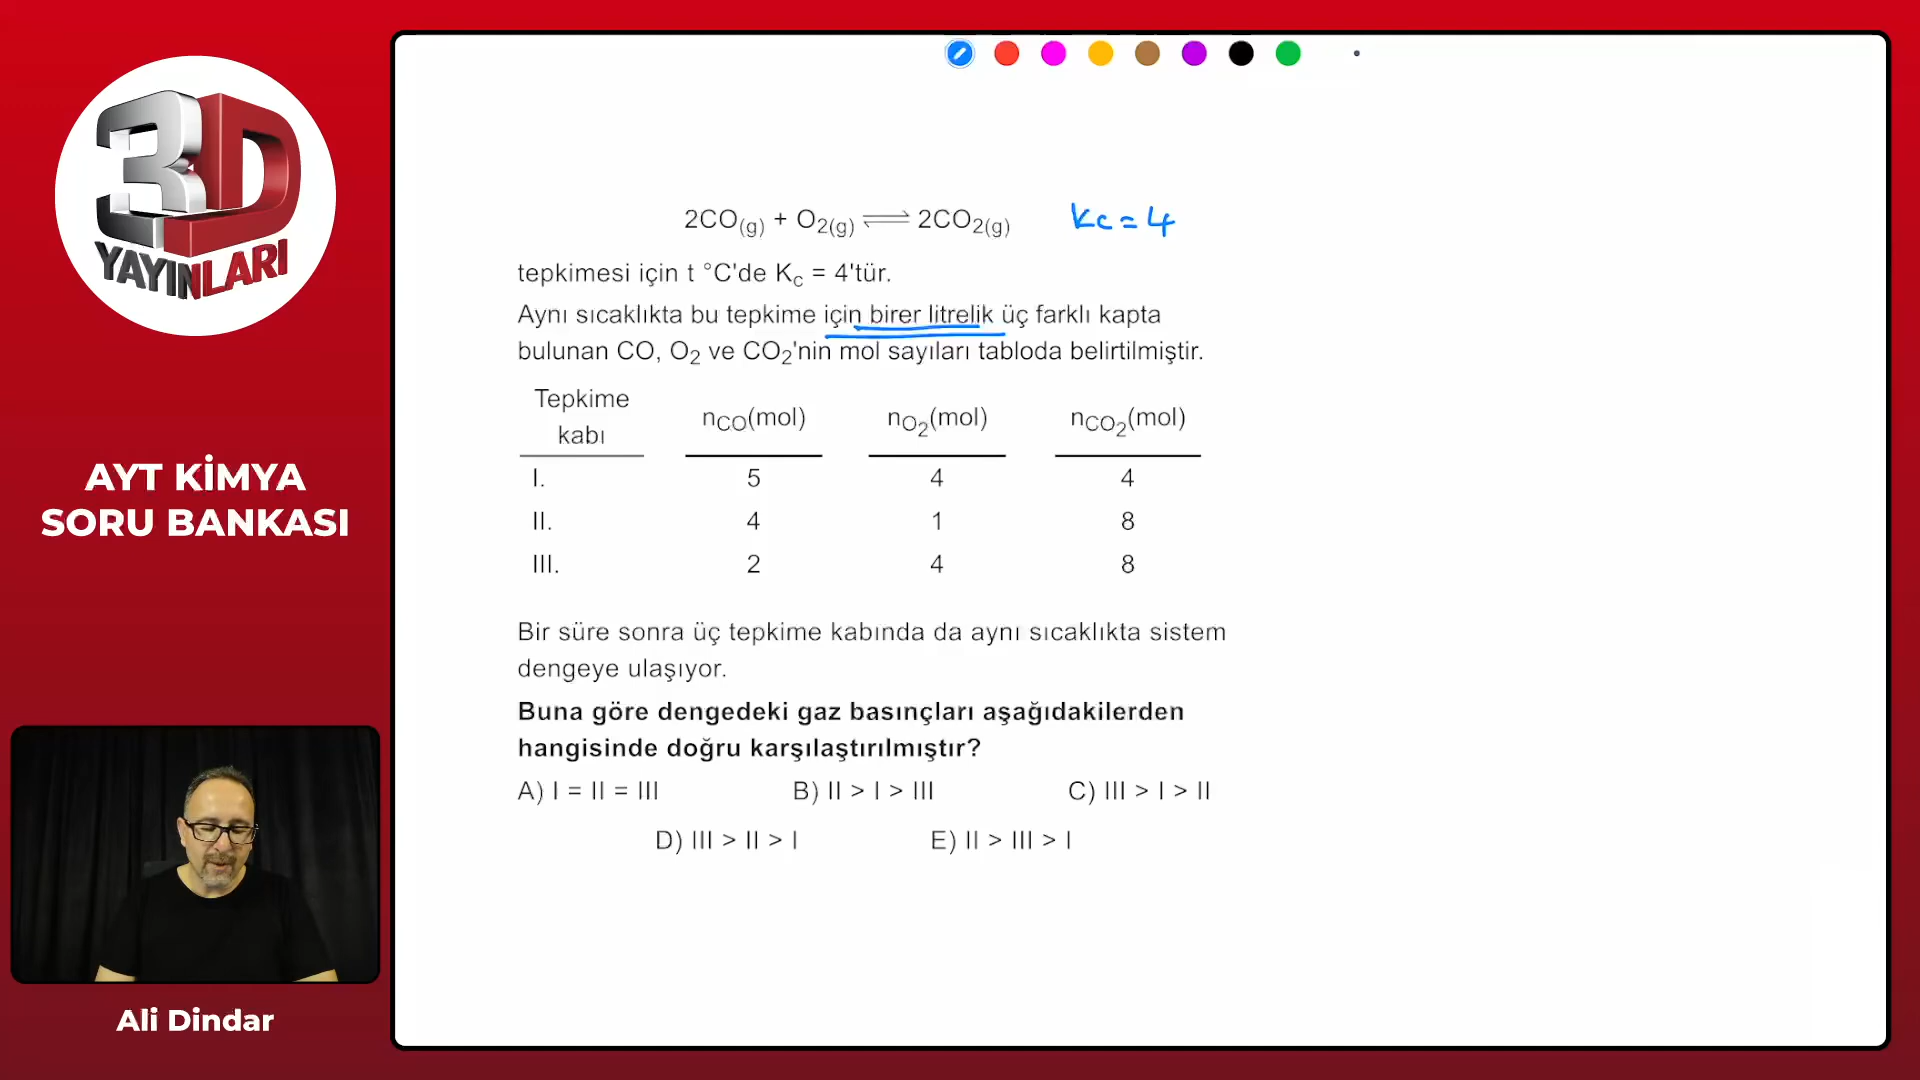 3D
YAYINLARI
AYT KİMYA
SORU BANKASI
Ali Dindar
2CO(g) + O2(g) ⇌ 2CO2(g)
Kc = 4
tepkimesi için t °C'de Kc = 4'tür.
Aynı sıcaklıkta bu tepkime için birer litrelik üç farklı kapta
bulunan CO, O2 ve CO2'nin mol sayıları tabloda belirtilmiştir.
Tepkime kabı nCO(mol) nO2(mol) nCO2(mol)
I. 5 4 4
II. 4 1 8
III. 2 4 8
Bir süre sonra üç tepkime kabında da aynı sıcaklıkta sistem
dengeye ulaşıyor.
Buna göre dengedeki gaz basınçları aşağıdakilerden
hangisinde doğru karşılaştırılmıştır?
A) I = II = III B) II > I > III C) III > I > II
D) III > II > I E) II > III > I